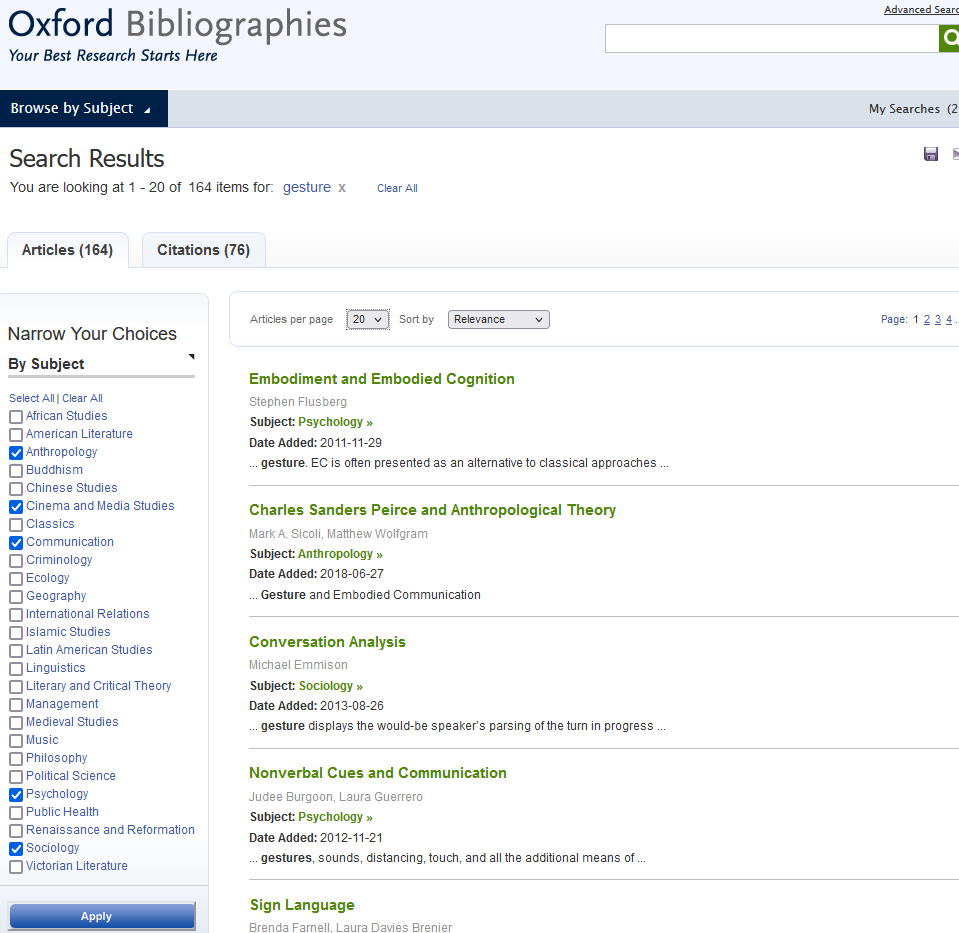 Oxford Bibliographies
Your Best Research Starts Here
Advanced Searc
Browse by Subject
My Searches (2
Search Results
You are looking at 1 - 20 of 164 items for: gesture x Clear All
Articles (164)
Citations (76)
Narrow Your Choices
By Subject
Select All | Clear All
African Studies
American Literature
Anthropology
Buddhism
Chinese Studies
Cinema and Media Studies
Classics
Communication
Criminology
Ecology
Geography
International Relations
Islamic Studies
Latin American Studies
Linguistics
Literary and Critical Theory
Management
Medieval Studies
Music
Philosophy
Political Science
Psychology
Public Health
Renaissance and Reformation
Sociology
Victorian Literature
Apply
Articles per page 20 Sort by Relevance
Page: 1 2 3 4 .
Embodiment and Embodied Cognition
Stephen Flusberg
Subject: Psychology »
Date Added: 2011-11-29
... gesture. EC is often presented as an alternative to classical approaches ...
Charles Sanders Peirce and Anthropological Theory
Mark A. Sicoli, Matthew Wolfgram
Subject: Anthropology »
Date Added: 2018-06-27
... Gesture and Embodied Communication
Conversation Analysis
Michael Emmison
Subject: Sociology »
Date Added: 2013-08-26
... gesture displays the would-be speaker's parsing of the turn in progress ...
Nonverbal Cues and Communication
Judee Burgoon, Laura Guerrero
Subject: Psychology »
Date Added: 2012-11-21
... gestures, sounds, distancing, touch, and all the additional means of ...
Sign Language
Brenda Farnell, Laura Davies Brenier